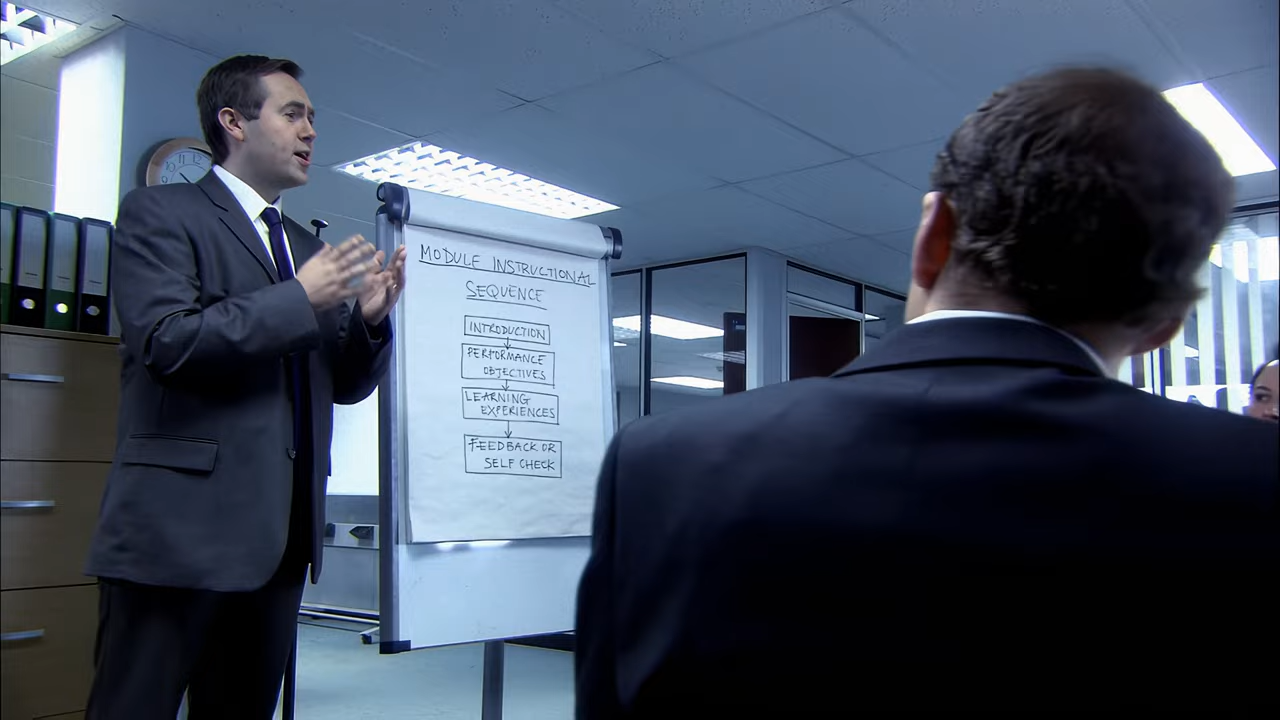 MODULE INSTRUCTIONAL
SEQUENCE
INTRODUCTION
PERFORMANCE
OBJECTIVES
LEARNING
EXPERIENCES
FEEDBACK OR
SELF CHECK